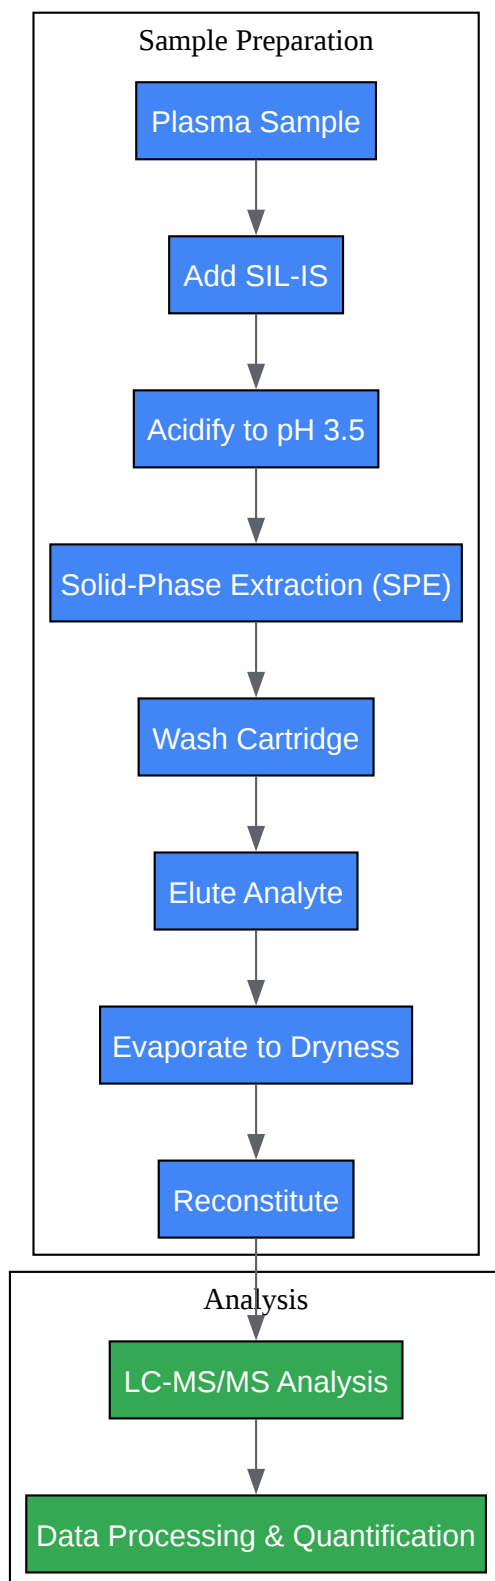 Sample Preparation
Plasma Sample
Add SIL-IS
Acidify to pH 3.5
Solid-Phase Extraction (SPE)
Wash Cartridge
Elute Analyte
Evaporate to Dryness
Reconstitute
Analysis
LC-MS/MS Analysis
Data Processing & Quantification